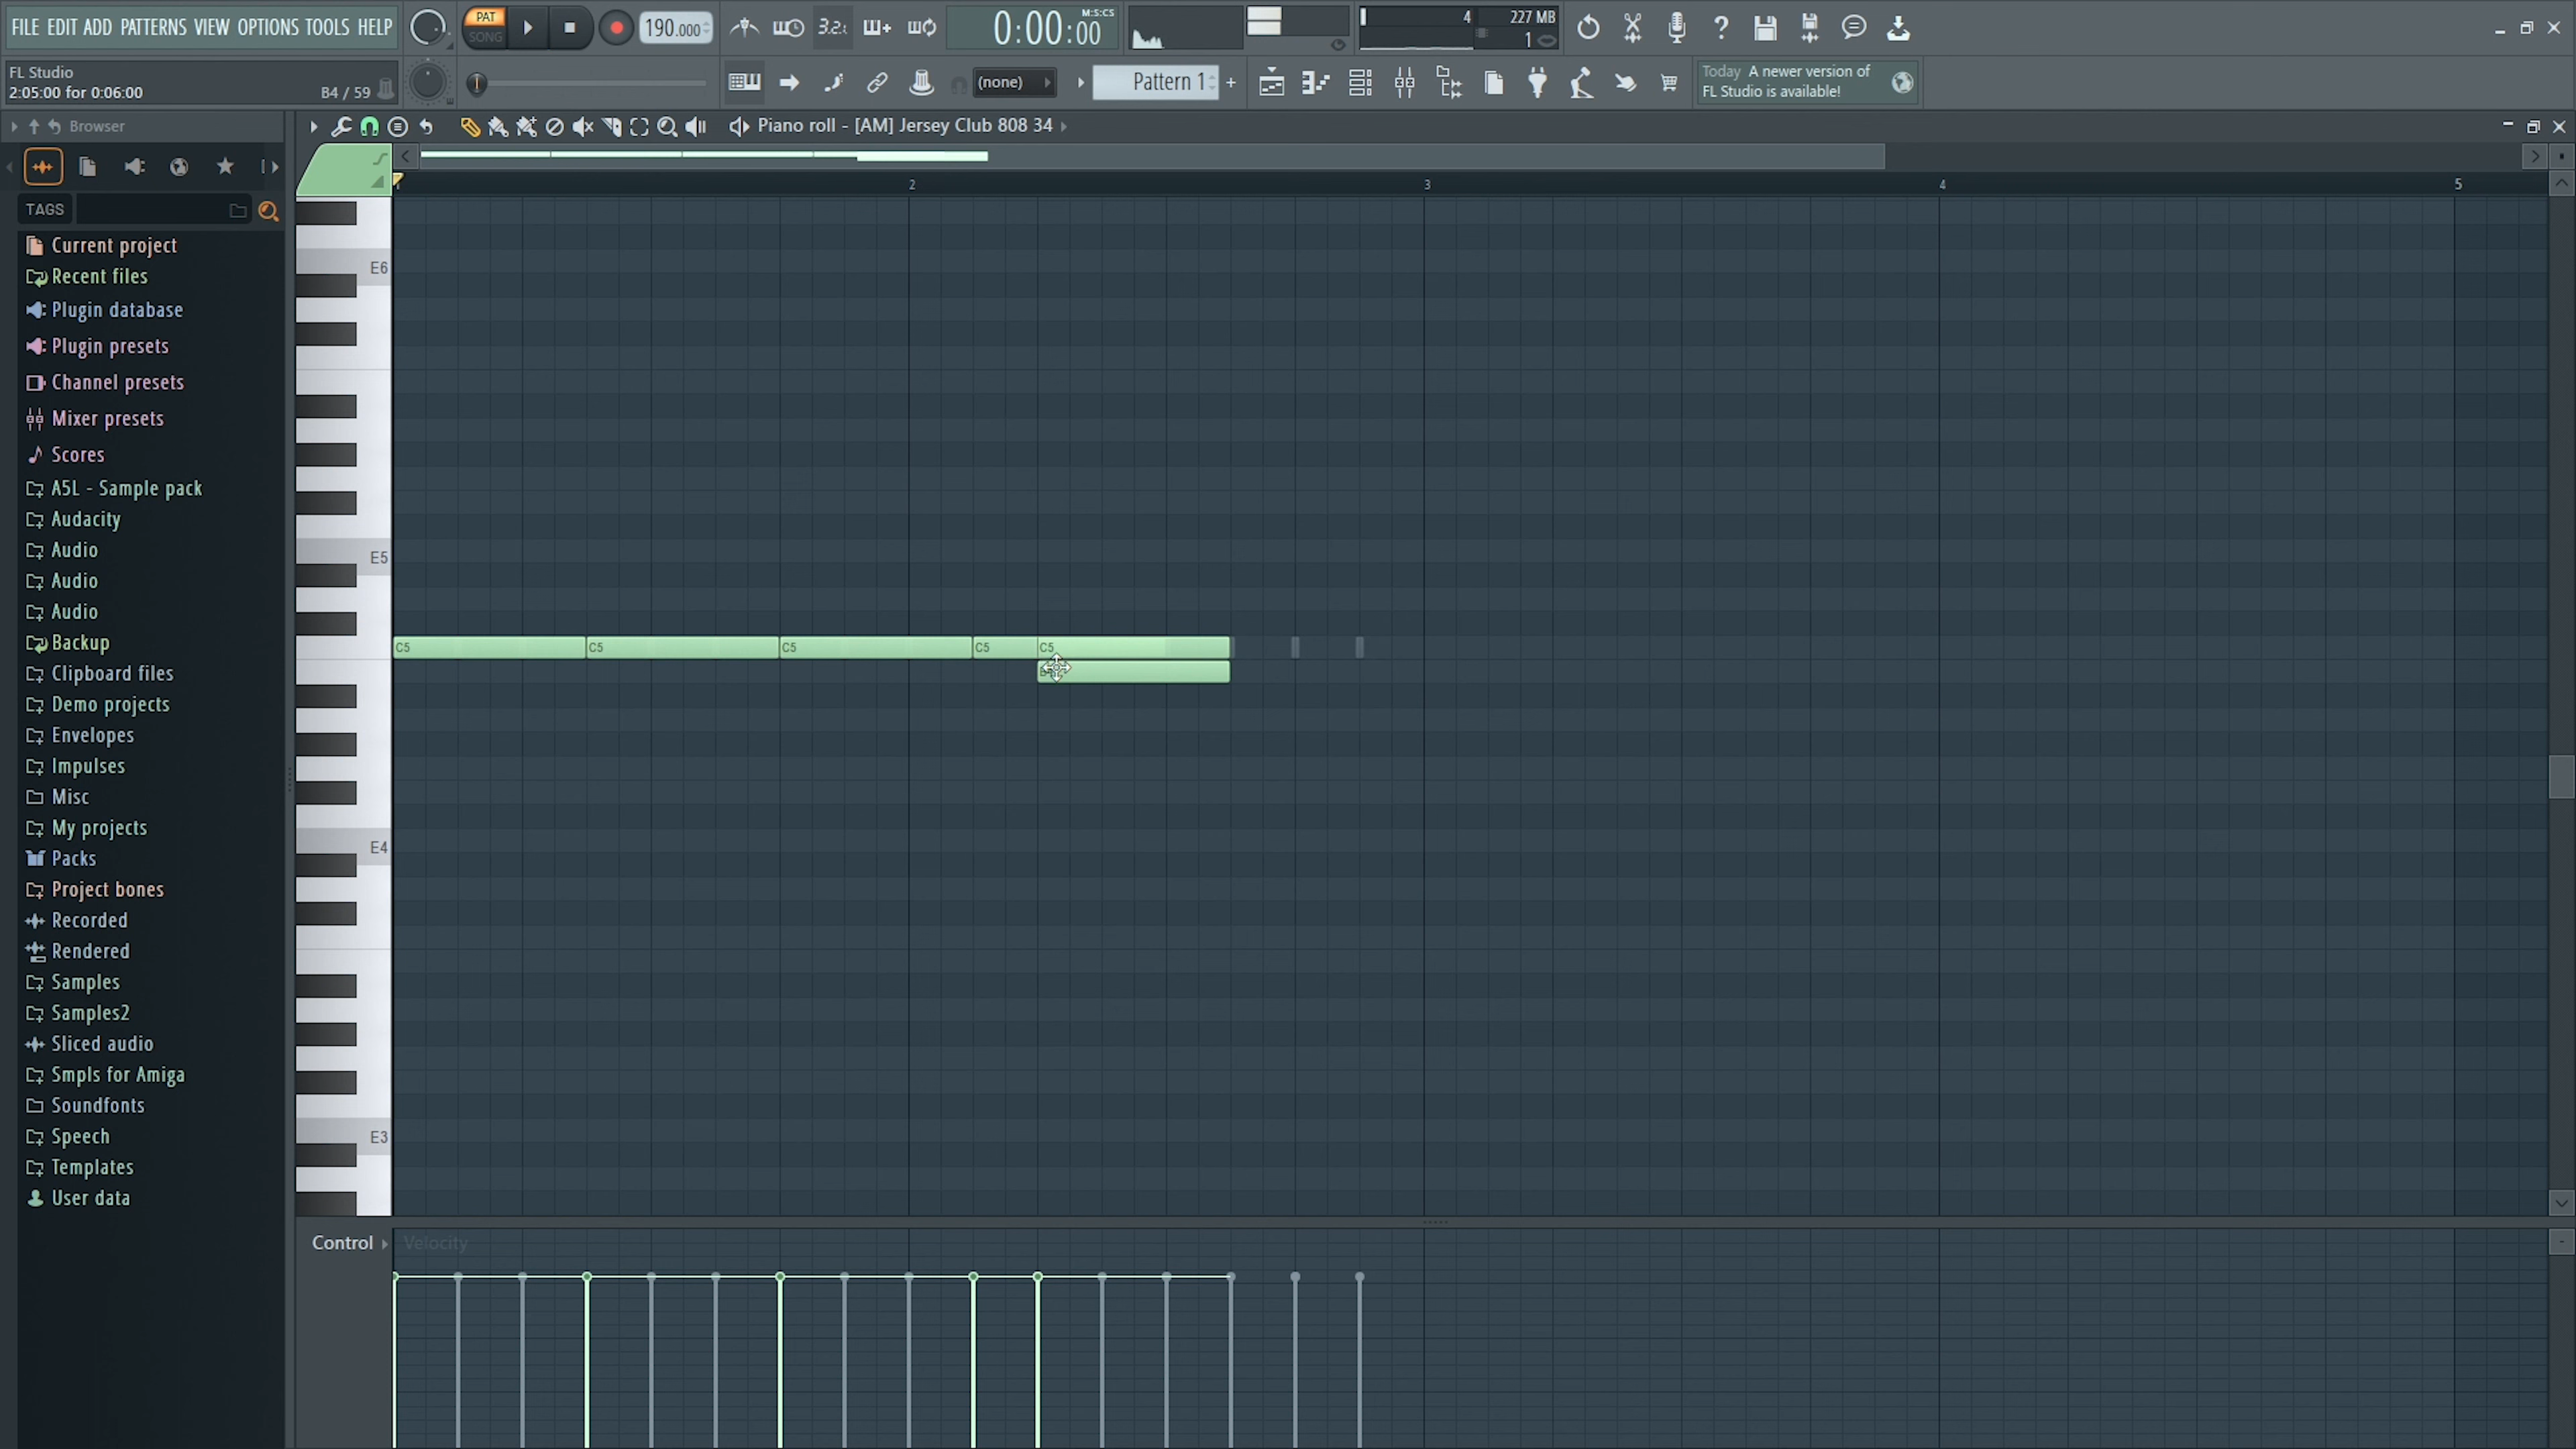 FILE EDIT ADD PATTERNS VIEW OPTIONS TOOLS HELP
PAT
SONG
190.000
3.2.
0:00:00
M:S:CS
4
227 MB
1
FL Studio
2:05:00 for 0:06:00
B4 / 59
(none)
Pattern 1
Today A newer version of
FL Studio is available!
Browser
Piano roll - [AM] Jersey Club 808 34
TAGS
Current project
Recent files
Plugin database
Plugin presets
Channel presets
Mixer presets
Scores
A5L - Sample pack
Audacity
Audio
Audio
Audio
Backup
Clipboard files
Demo projects
Envelopes
Impulses
Misc
My projects
Packs
Project bones
Recorded
Rendered
Samples
Samples2
Sliced audio
Smpls for Amiga
Soundfonts
Speech
Templates
User data
2
3
4
5
E6
E5
E4
E3
C5
C5
C5
C5
C5
Control
Velocity